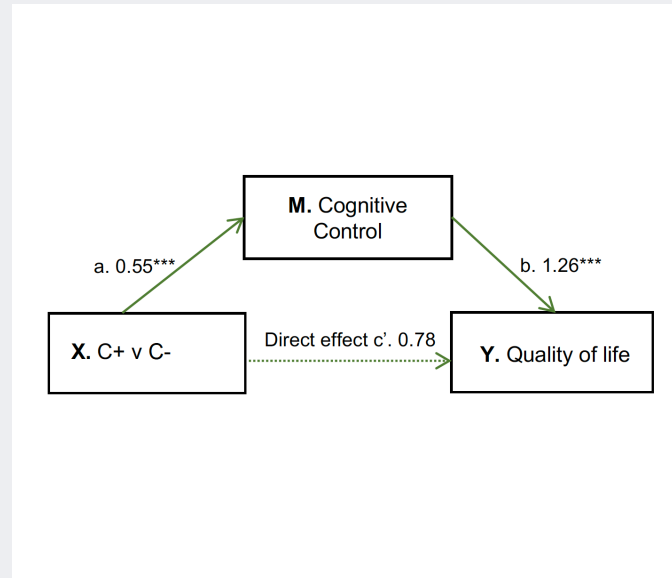 M. Cognitive
Control
a. 0.55***
b. 1.26***
Direct effect c’. 0.78
X. C+ v C-
Y. Quality of life